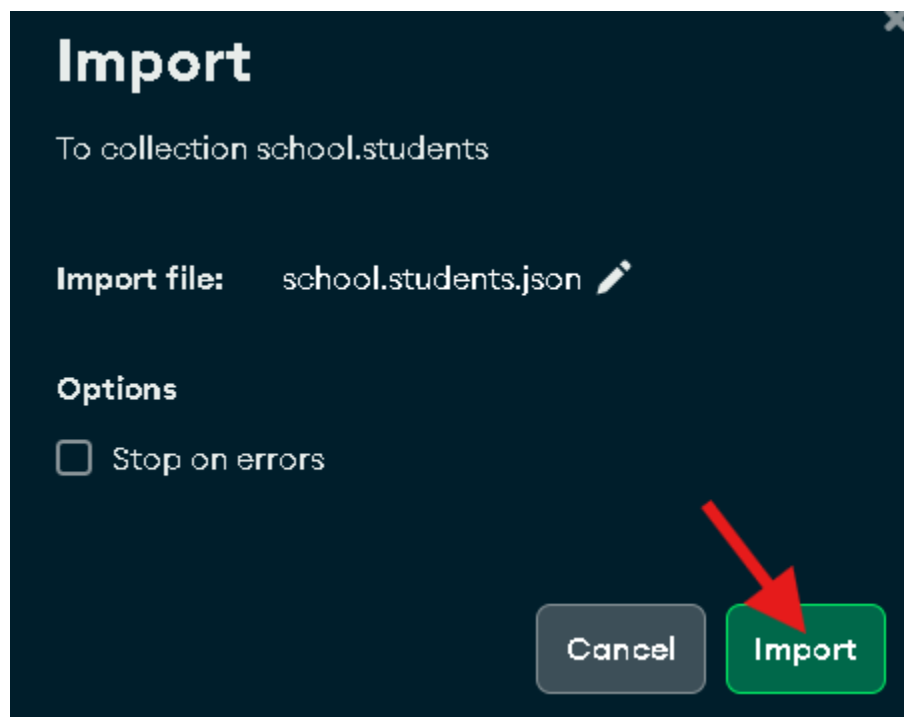 Import
To collection school.students
Import file: school.students.json
Options
Stop on errors
Cancel Import